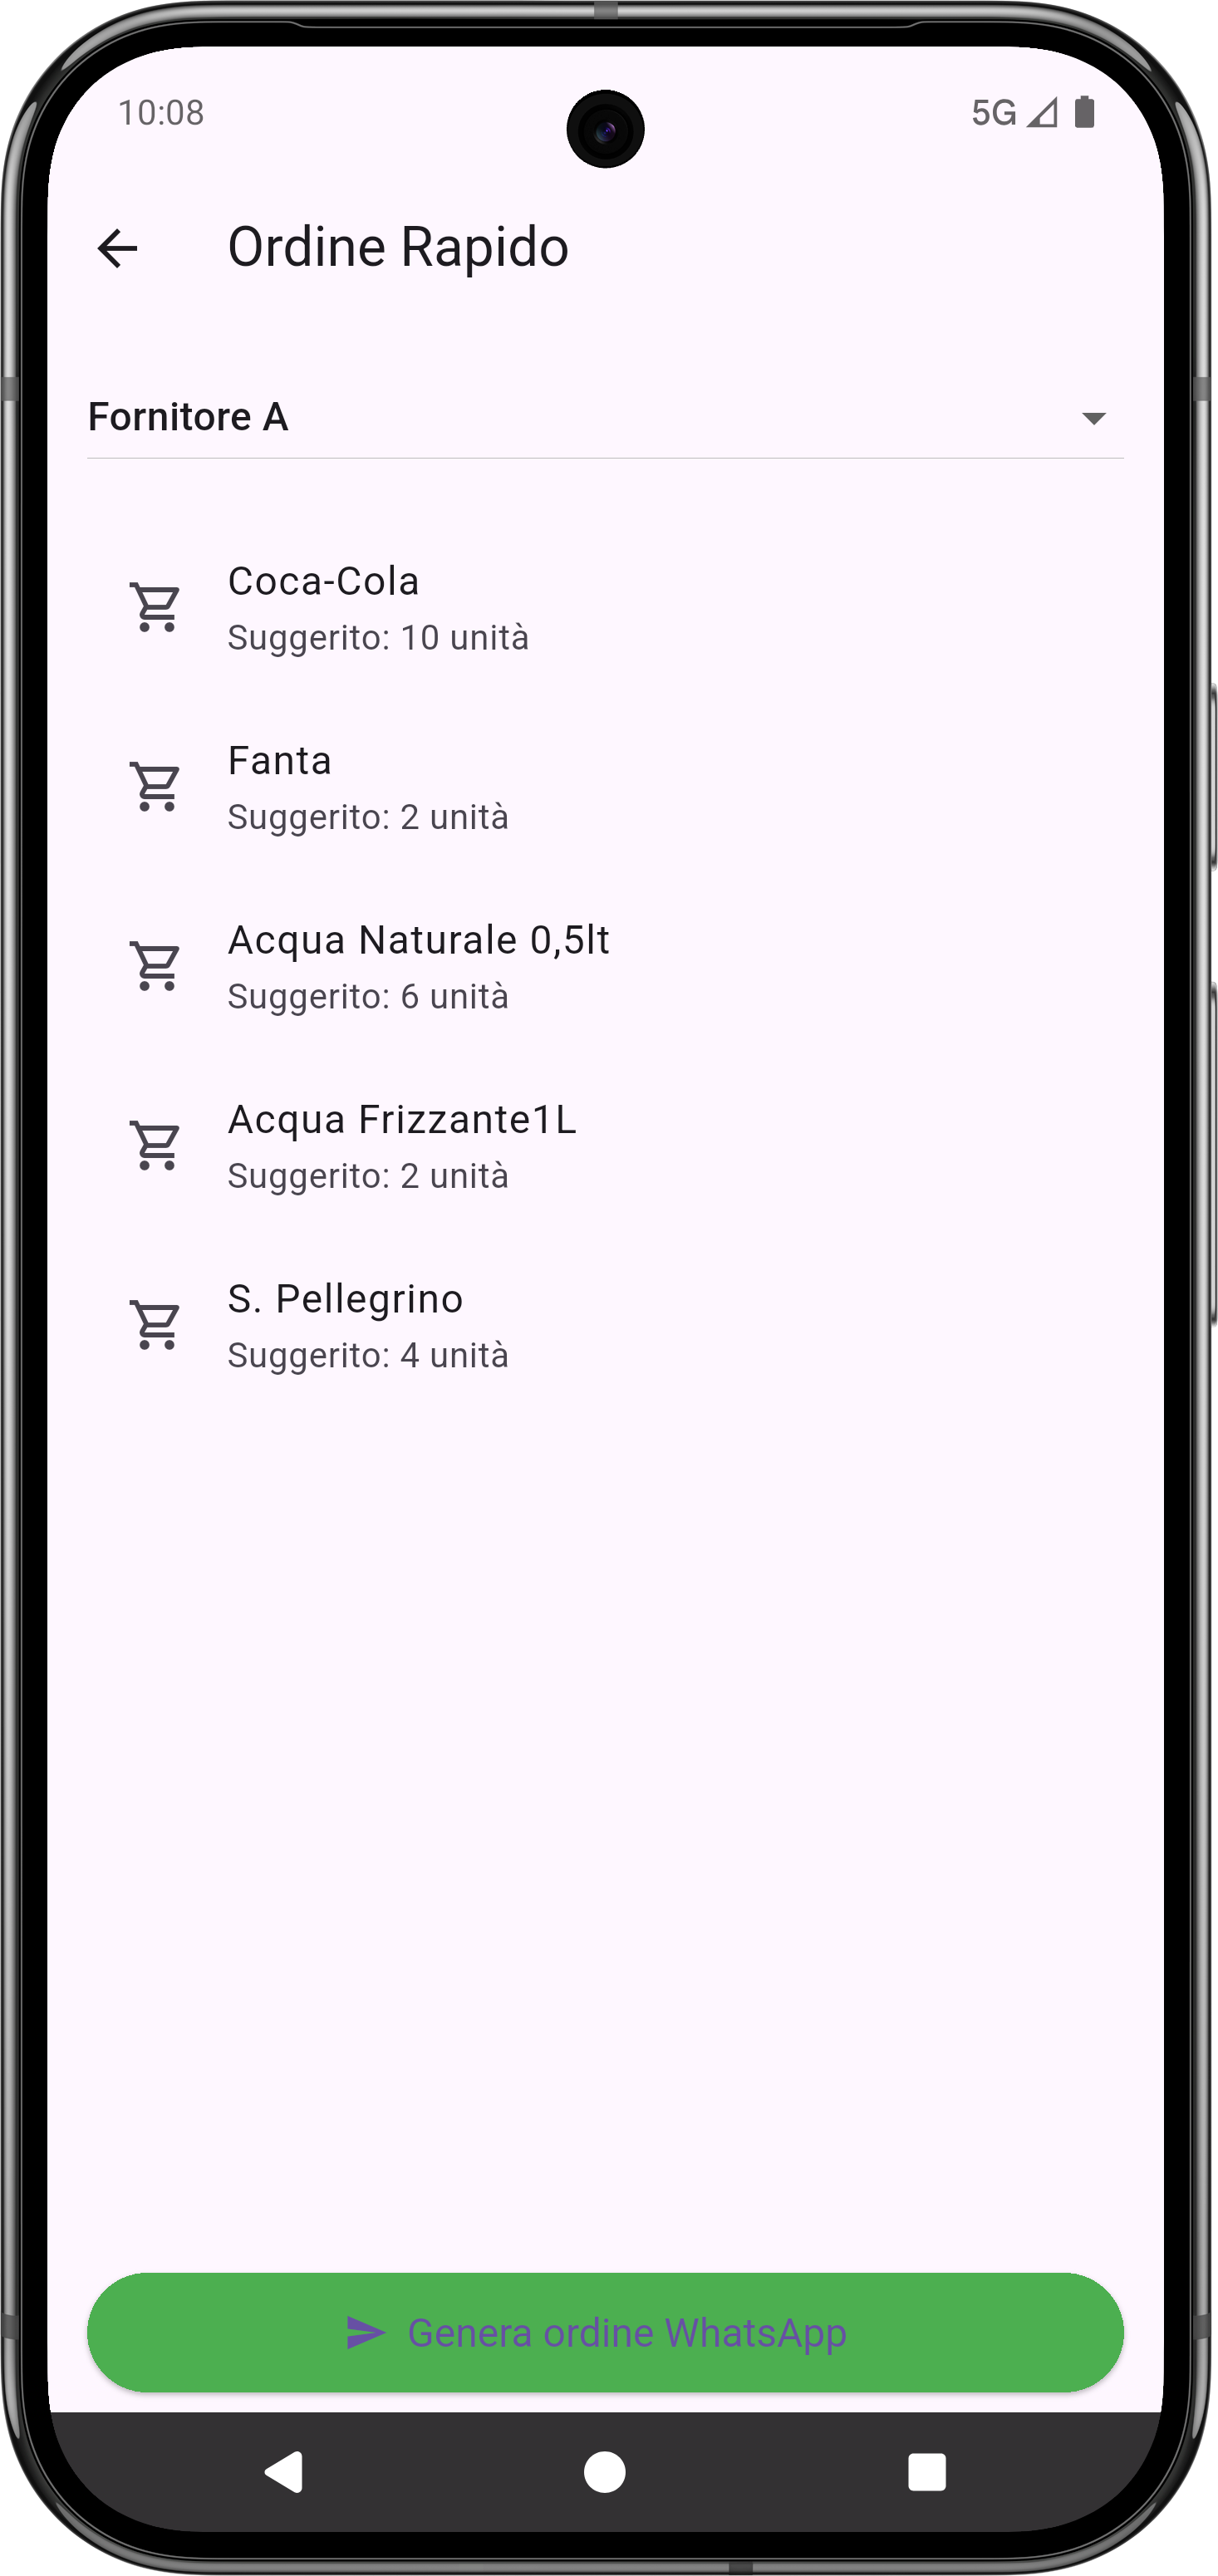 10:08
5G
Ordine Rapido
Fornitore A
Coca-Cola
Suggerito: 10 unità
Fanta
Suggerito: 2 unità
Acqua Naturale 0,5lt
Suggerito: 6 unità
Acqua Frizzante1L
Suggerito: 2 unità
S. Pellegrino
Suggerito: 4 unità
Genera ordine WhatsApp